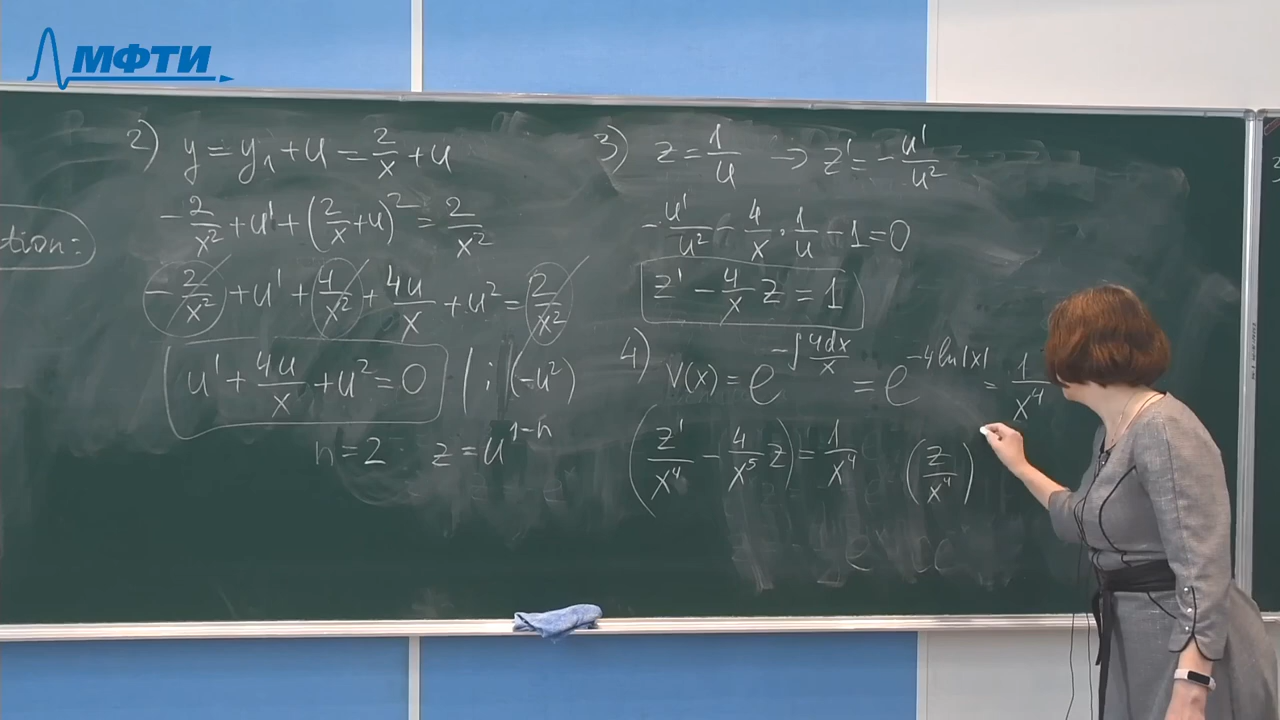 МФТИ
tion:
2) y = y₁ + u = 2/x + u
-2/x² + u' + (2/x + u)² = 2/x²
-2/x² + u' + 4/x² + 4u/x + u² = 2/x²
u' + 4u/x + u² = 0 | : (-u²)
n = 2 z = u^(1-n)
3) z = 1/u → z' = -u'/u²
-u'/u² - 4/x · 1/u - 1 = 0
z' - 4/x z = 1
4) v(x) = e^(-∫4dx/x) = e^(-4ln|x|) = 1/x⁴
(z'/x⁴ - 4/x⁵ z) = 1/x⁴ (z/x⁴)